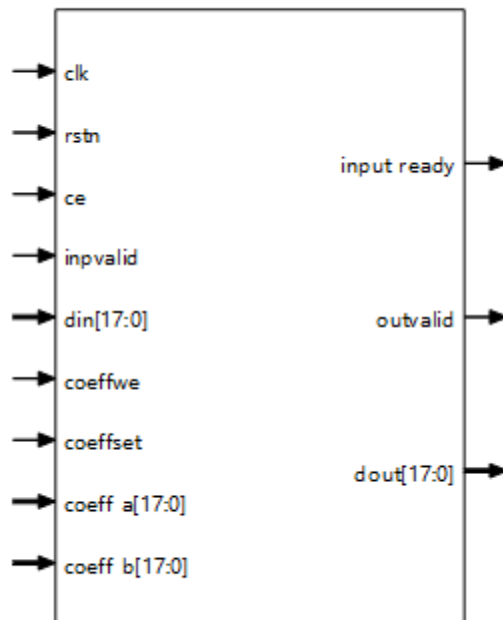 clk
rstn
ce
inpvalid
din[17:0]
coeffwe
coeffset
coeff a[17:0]
coeff b[17:0]
input ready
outvalid
dout[17:0]